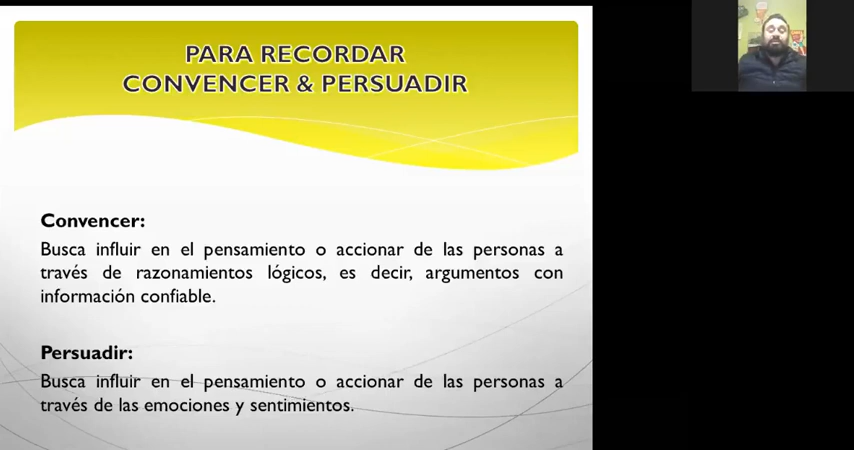 PARA RECORDAR
CONVENCER & PERSUADIR
Convencer:
Busca influir en el pensamiento o accionar de las personas a
través de razonamientos lógicos, es decir, argumentos con
información confiable.
Persuadir:
Busca influir en el pensamiento o accionar de las personas a
través de las emociones y sentimientos.